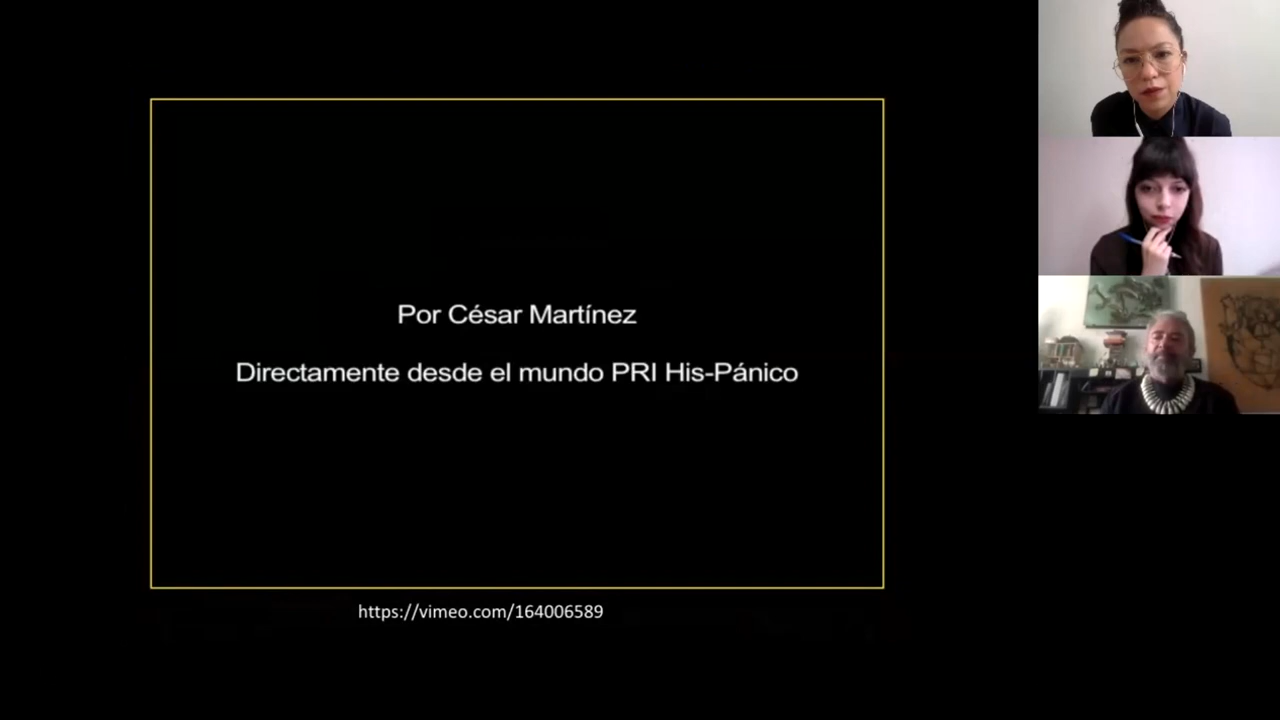 Por César Martínez
Directamente desde el mundo PRI His-Pánico
https://vimeo.com/164006589